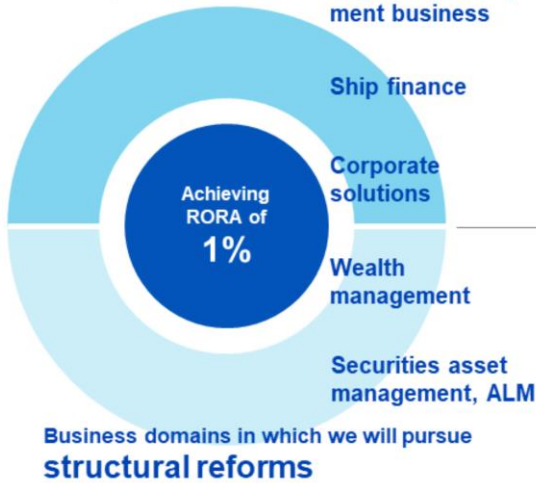 ment business
Ship finance
Corporate
solutions
Achieving
RORA of
1%
Wealth
management
Securities asset
management, ALM
Business domains in which we will pursue
structural reforms